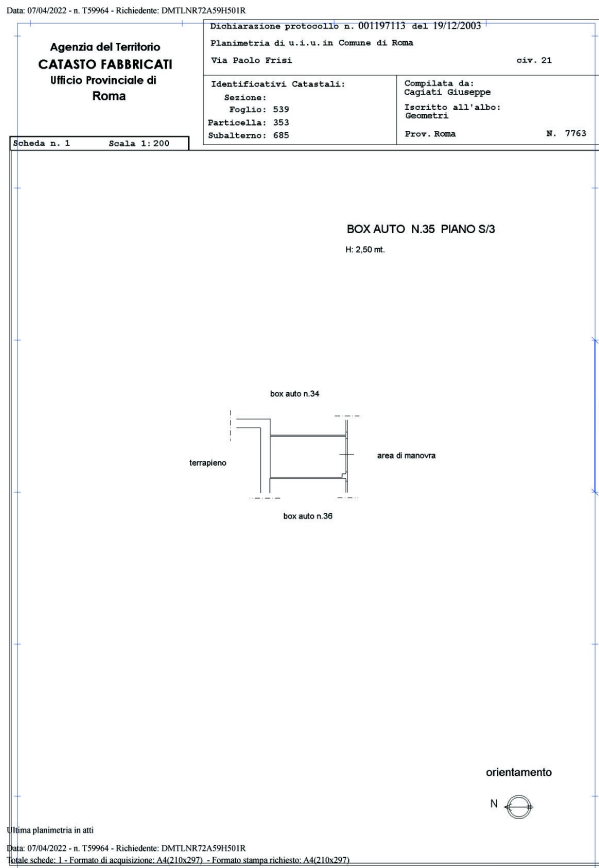 Data: 07/04/2022 - n. T59964 - Richiedente: DMTLNR72A59H501R
Agenzia del Territorio
CATASTO FABBRICATI
Ufficio Provinciale di
Roma
Dichiarazione protocollo n. 001197113 del 19/12/2003
Planimetria di u.i.u. in Comune di Roma
Via Paolo Frisi civ. 21
Identificativi Catastali:
Sezione:
Foglio: 539
Particella: 353
Subalterno: 685
Compilata da:
Cagiati Giuseppe
Iscritto all'albo:
Geometri
Prov. Roma N. 7763
Scheda n. 1 Scala 1:200
BOX AUTO N.35 PIANO S/3
H: 2,50 mt.
box auto n.34
terrapieno
area di manovra
box auto n.36
orientamento
N
Ultima planimetria in atti
Data: 07/04/2022 - n. T59964 - Richiedente: DMTLNR72A59H501R
Totale schede: 1 - Formato di acquisizione: A4(210x297) - Formato stampa richiesto: A4(210x297)